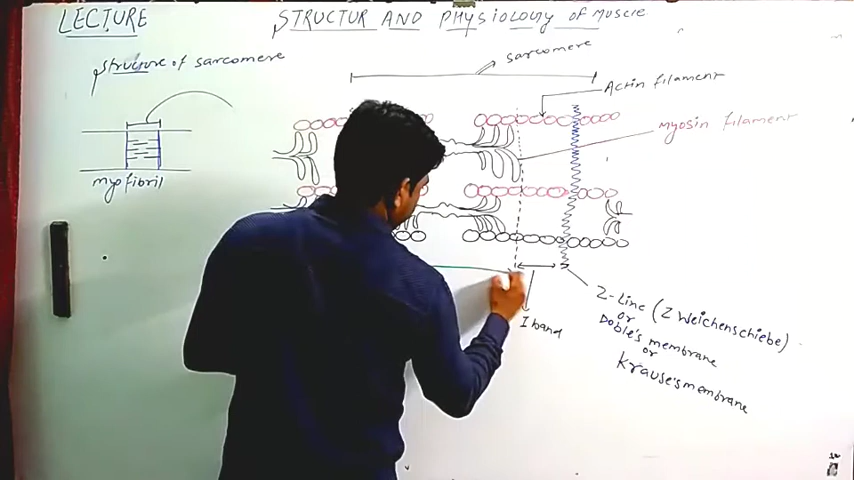 LECTURE
STRUCTUR AND PHYsiology of Muscle
structure of sarcomere
sarcomere
Actin filament
myosin filament
myofibril
I band
Z-Line (Z Weichenschiebe)
or
Doble's membrane
or
Krause's membrane